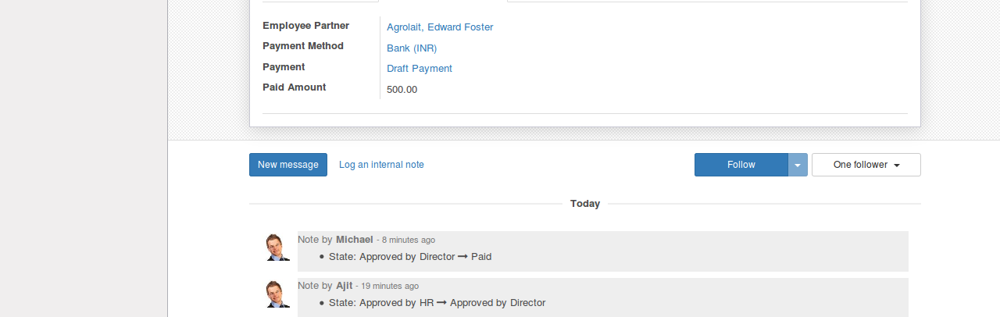 Employee Partner Agrolait, Edward Foster
Payment Method Bank (INR)
Payment Draft Payment
Paid Amount 500.00
New message Log an internal note Follow One follower
Today
Note by Michael - 8 minutes ago
• State: Approved by Director → Paid
Note by Ajit - 19 minutes ago
• State: Approved by HR → Approved by Director